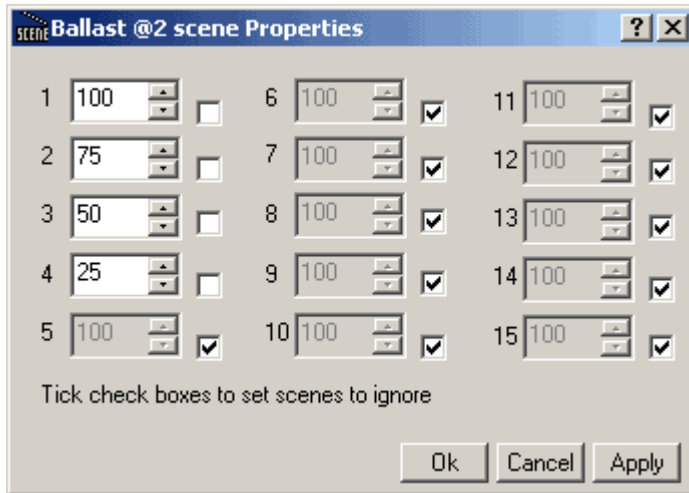 SCENE Ballast @2 scene Properties
1 100 6 100 11 100
2 75 7 100 12 100
3 50 8 100 13 100
4 25 9 100 14 100
5 100 10 100 15 100
Tick check boxes to set scenes to ignore
Ok Cancel Apply